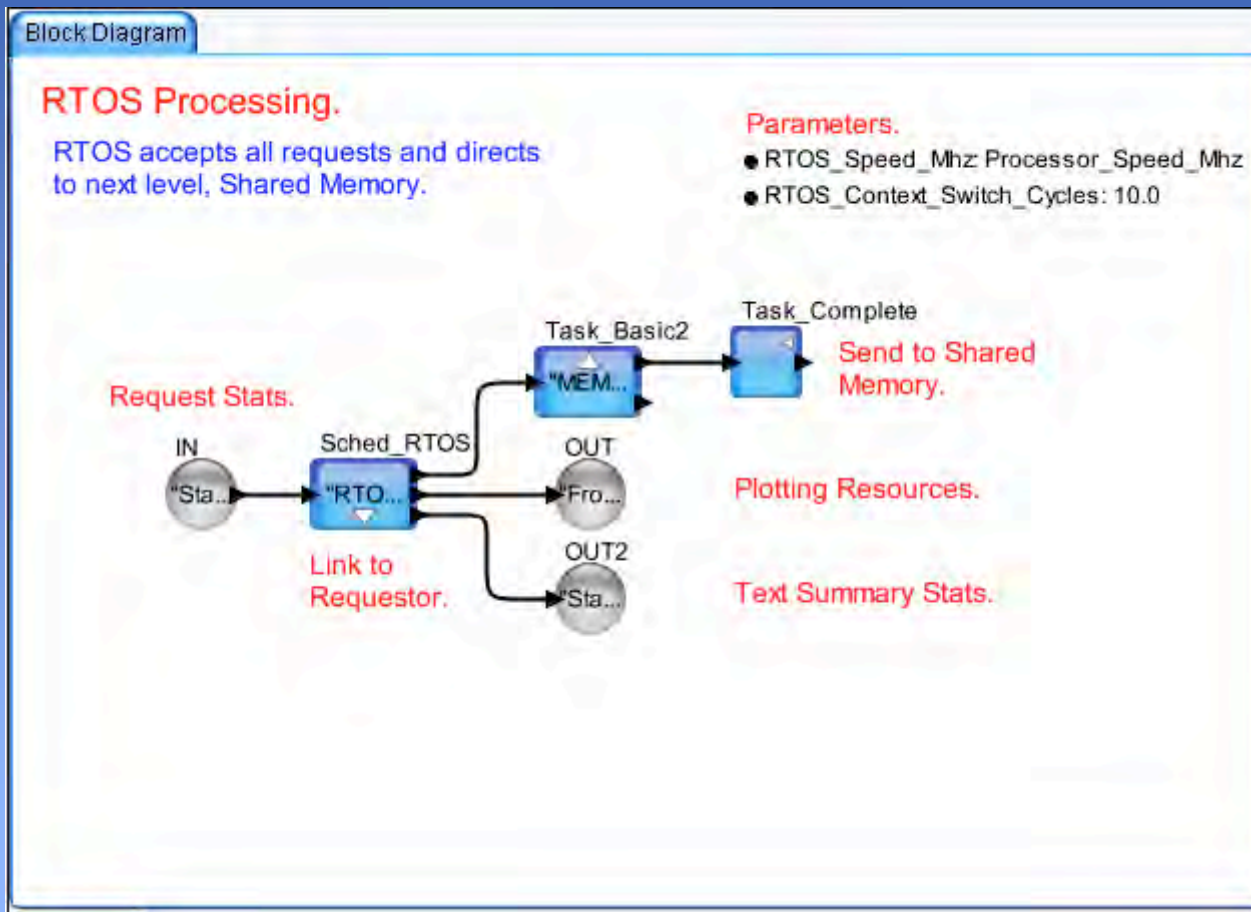 Block Diagram
RTOS Processing.
RTOS accepts all requests and directs
to next level, Shared Memory.
Parameters.
RTOS_Speed_Mhz: Processor_Speed_Mhz
RTOS_Context_Switch_Cycles: 10.0
Task_Complete
Task_Basic2
Send to Shared
Memory.
"MEM...
Request Stats.
IN
Sched_RTOS
OUT
"Sta...
"RTO...
"Fro...
Plotting Resources.
Link to
Requestor.
OUT2
"Sta...
Text Summary Stats.